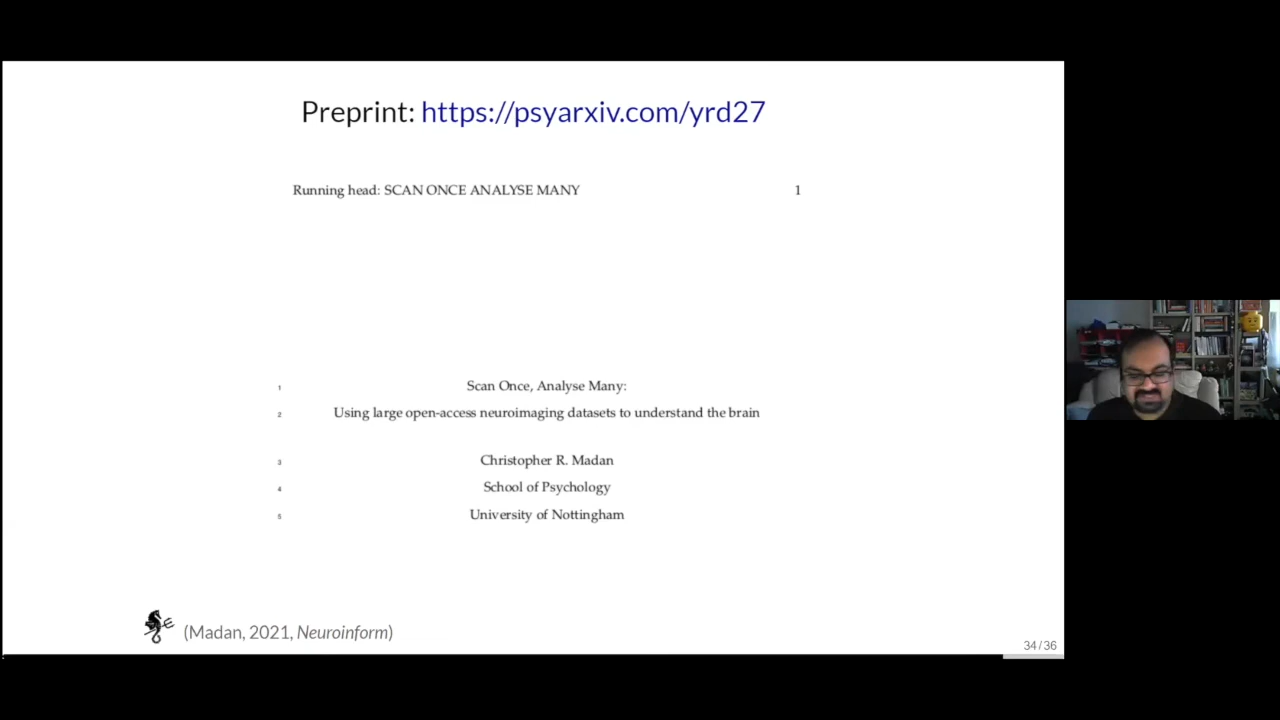 Preprint: https://psyarxiv.com/yrd27
Running head: SCAN ONCE ANALYSE MANY 1
1 Scan Once, Analyse Many:
2 Using large open-access neuroimaging datasets to understand the brain
3 Christopher R. Madan
4 School of Psychology
5 University of Nottingham
(Madan, 2021, Neuroinform)
34/36